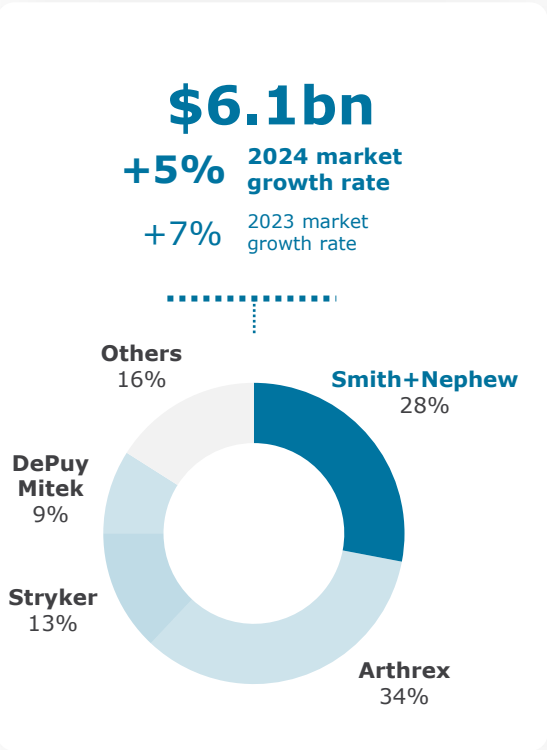 $6.1bn
+5%
2024 market
growth rate
+7%
2023 market
growth rate
Others
16%
Smith+Nephew
28%
DePuy
Mitek
9%
Stryker
13%
Arthrex
34%